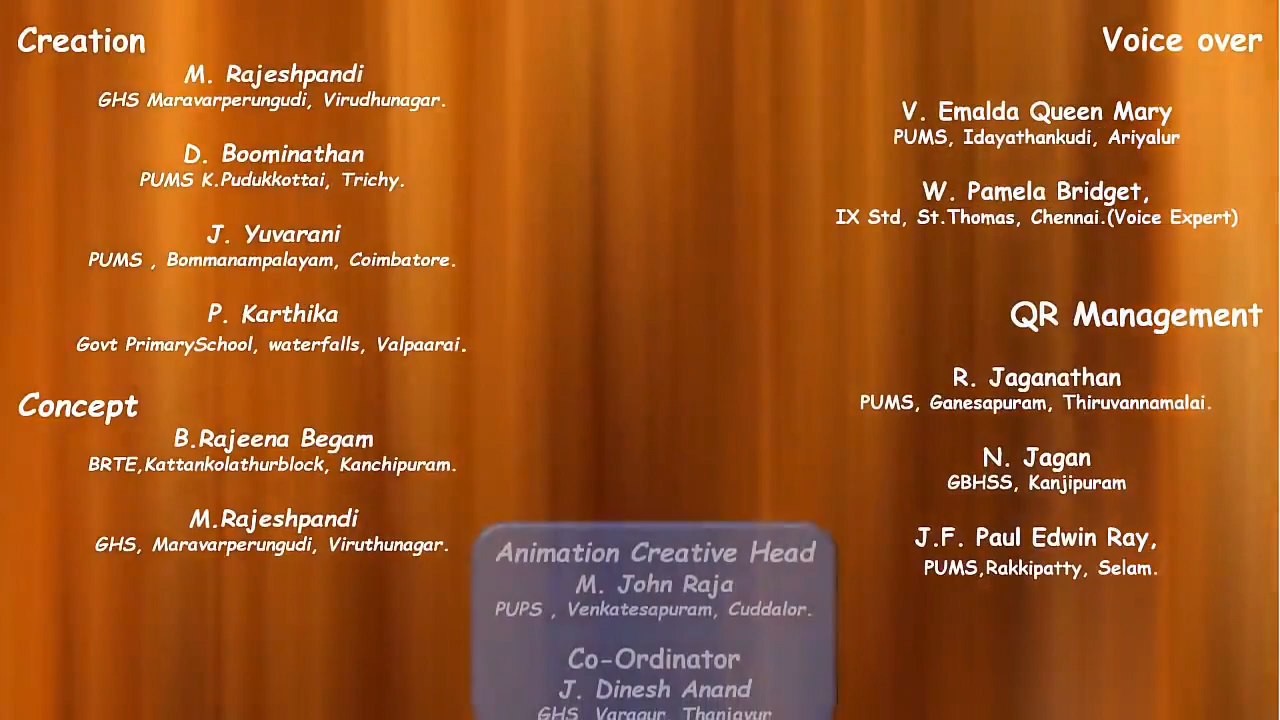 Creation
M. Rajeshpandi
GHS Maravarperungudi, Virudhunagar.
D. Boominathan
PUMS K.Pudukkottai, Trichy.
J. Yuvarani
PUMS , Bommanampalayam, Coimbatore.
P. Karthika
Govt PrimarySchool, waterfalls, Valpaarai.
Concept
B.Rajeena Begam
BRTE,Kattankolathurblock, Kanchipuram.
M.Rajeshpandi
GHS, Maravarperungudi, Viruthunagar.
Animation Creative Head
M. John Raja
PUPS , Venkatesapuram, Cuddalor.
Co-Ordinator
J. Dinesh Anand
GHS, Varagur, Thanjavur
Voice over
V. Emalda Queen Mary
PUMS, Idayathankudi, Ariyalur
W. Pamela Bridget,
IX Std, St.Thomas, Chennai.(Voice Expert)
QR Management
R. Jaganathan
PUMS, Ganesapuram, Thiruvannamalai.
N. Jagan
GBHSS, Kanjipuram
J.F. Paul Edwin Ray,
PUMS,Rakkipatty, Selam.